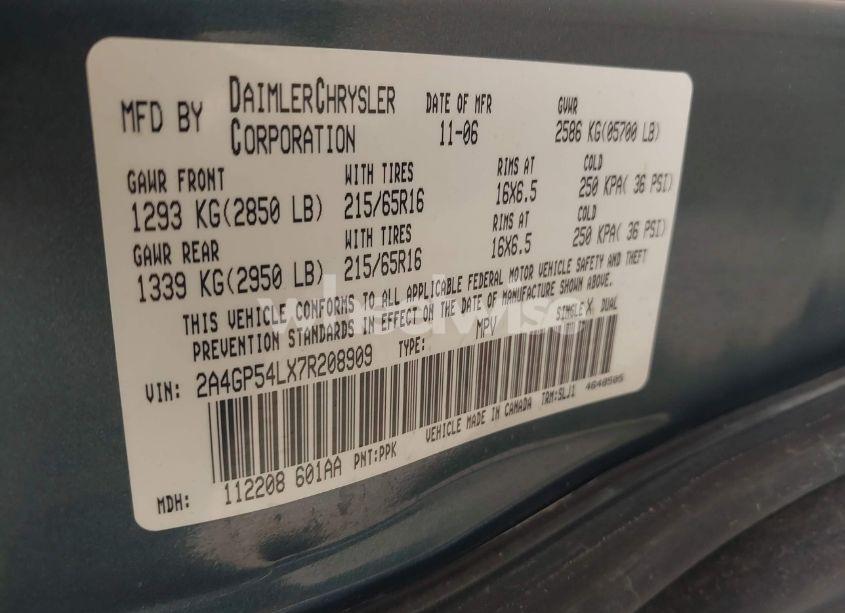 MFD BY DAIMLERCHRYSLER CORPORATION
DATE OF MFR 11-06
GVWR 2586 KG(05700 LB)
GAWR FRONT WITH TIRES RIMS AT COLD
1293 KG(2850 LB) 215/65R16 16X6.5 250 KPA( 36 PSI)
GAWR REAR WITH TIRES RIMS AT COLD
1339 KG(2950 LB) 215/65R16 16X6.5 250 KPA( 36 PSI)
THIS VEHICLE CONFORMS TO ALL APPLICABLE FEDERAL MOTOR VEHICLE SAFETY AND THEFT
PREVENTION STANDARDS IN EFFECT ON THE DATE OF MANUFACTURE SHOWN ABOVE.
VIN: 2A4GP54LX7R208909 TYPE: MPV SINGLE X DUAL
VEHICLE MADE IN CANADA TRM:SLJ1 4640505
MDH: 112208 601AA PNT:PPK
wheelwise